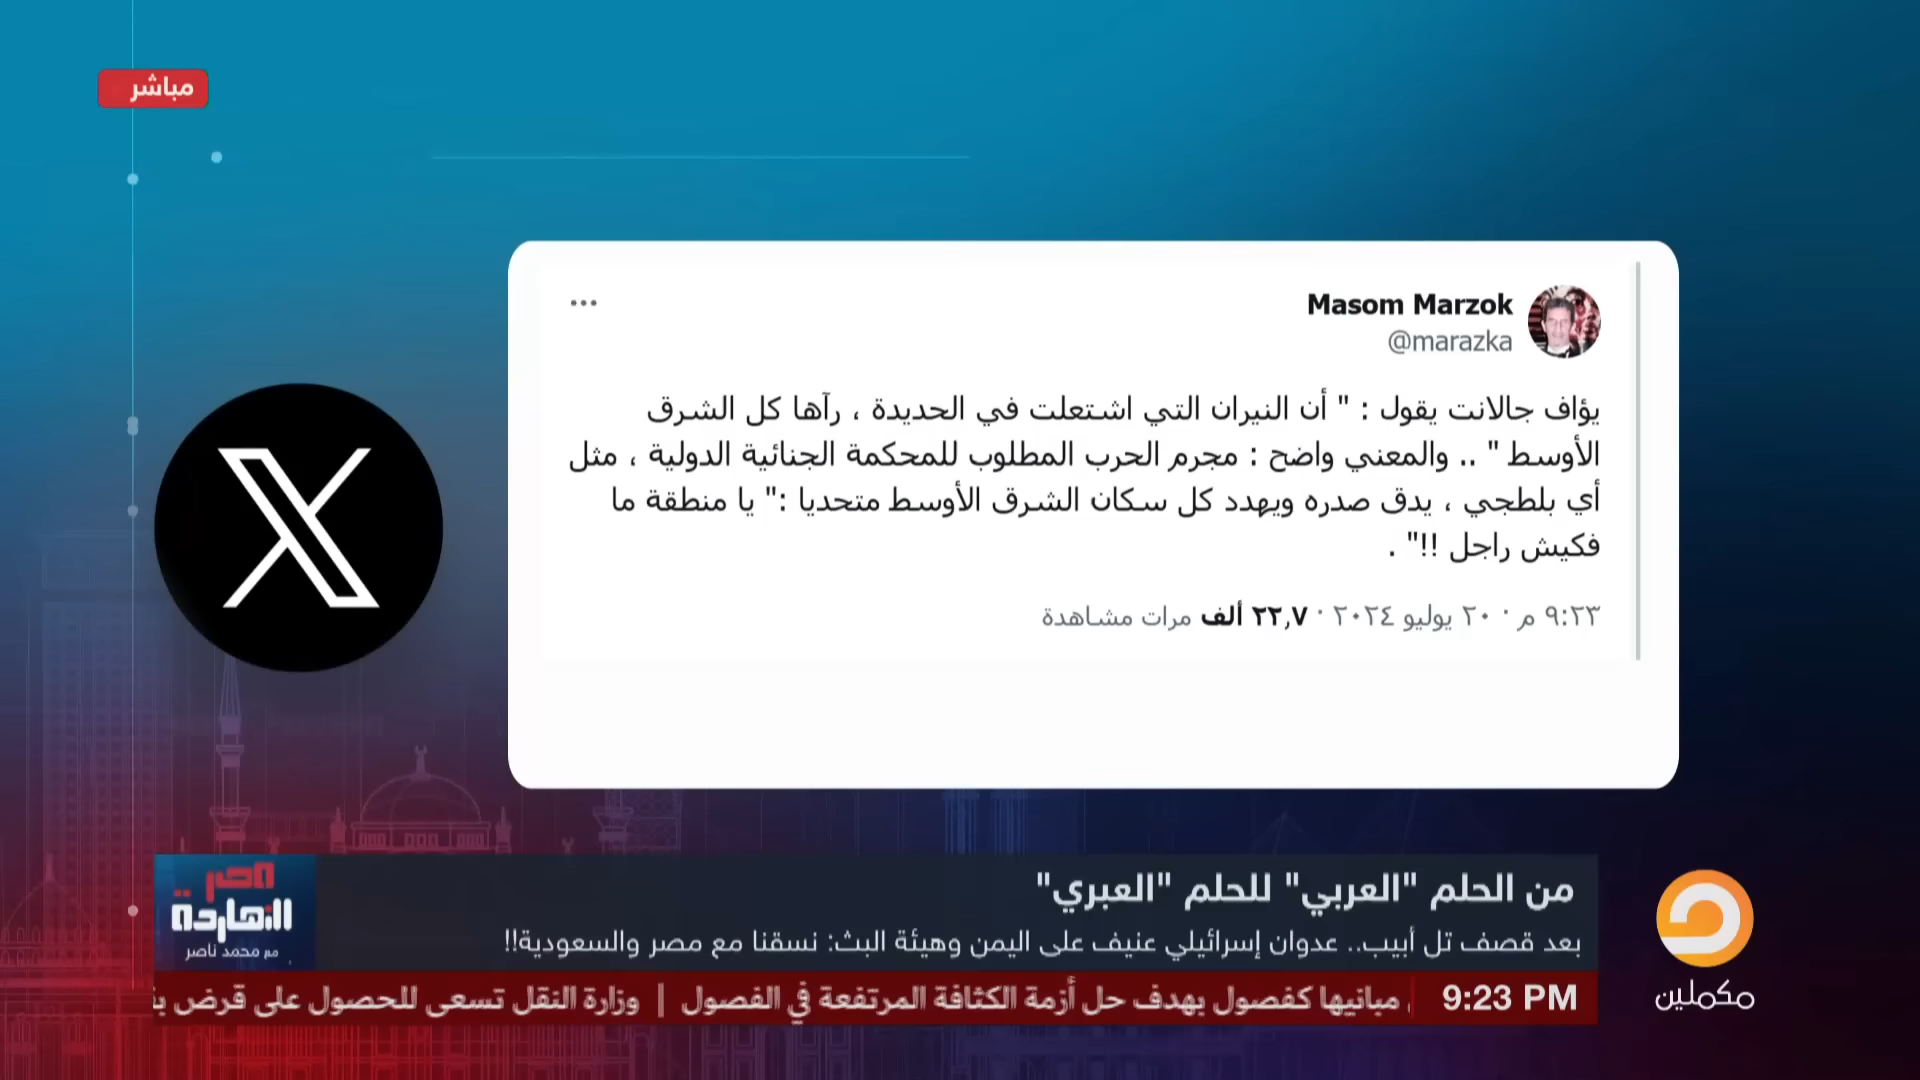 مباشر
Masom Marzok
@marazka
يؤاف جالانت يقول : " أن النيران التي اشتعلت في الحديدة ، رآها كل الشرق
الأوسط " .. والمعني واضح : مجرم الحرب المطلوب للمحكمة الجنائية الدولية ، مثل
أي بلطجي ، يدق صدره ويهدد كل سكان الشرق الأوسط متحديا :" يا منطقة ما
فكيش راجل !!" .
٩:٢٣ م · ٢٠ يوليو ٢٠٢٤ · ٢٢,٧ ألف مرات مشاهدة
من الحلم "العربي" للحلم "العبري"
بعد قصف تل أبيب.. عدوان إسرائيلي عنيف على اليمن وهيئة البث: نسقنا مع مصر والسعودية!!
مصر
النهاردة
مع محمد ناصر
9:23 PM
مبانيها كفصول بهدف حل أزمة الكثافة المرتفعة في الفصول | وزارة النقل تسعى للحصول على قرض
مكملين